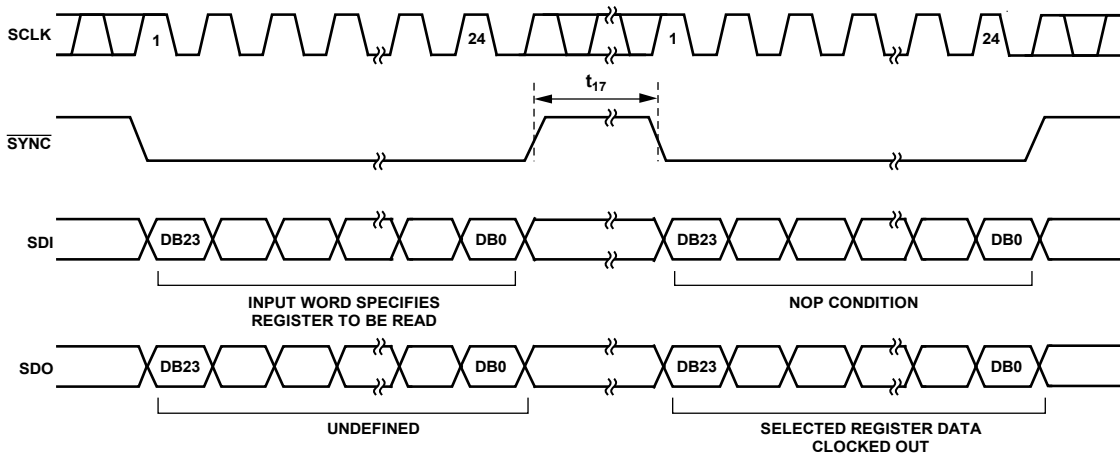 SCLK
1
24
1
24
t17
SYNC
SDI
DB23
DB0
DB23
DB0
INPUT WORD SPECIFIES
REGISTER TO BE READ
NOP CONDITION
SDO
DB23
DB0
DB23
DB0
UNDEFINED
SELECTED REGISTER DATA
CLOCKED OUT